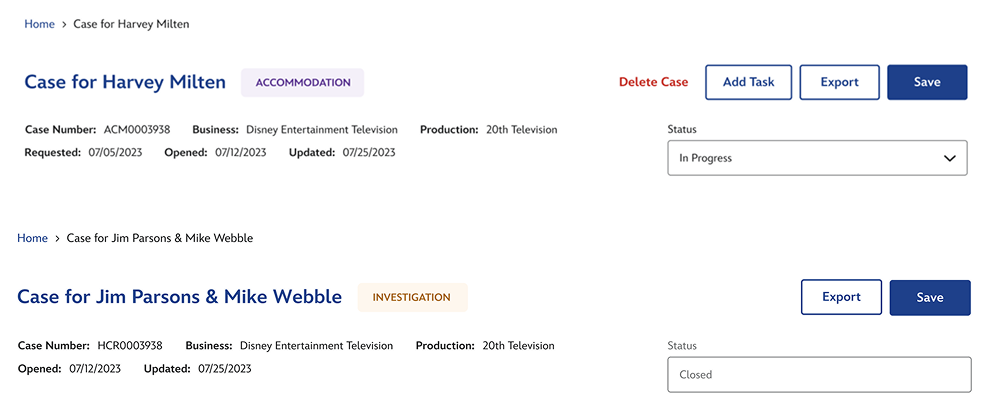 Home > Case for Harvey Milten
Case for Harvey Milten ACCOMMODATION Delete Case Add Task Export Save
Case Number: ACM0003938 Business: Disney Entertainment Television Production: 20th Television Status
Requested: 07/05/2023 Opened: 07/12/2023 Updated: 07/25/2023 In Progress
Home > Case for Jim Parsons & Mike Webble
Case for Jim Parsons & Mike Webble INVESTIGATION Export Save
Case Number: HCR0003938 Business: Disney Entertainment Television Production: 20th Television Status
Opened: 07/12/2023 Updated: 07/25/2023 Closed